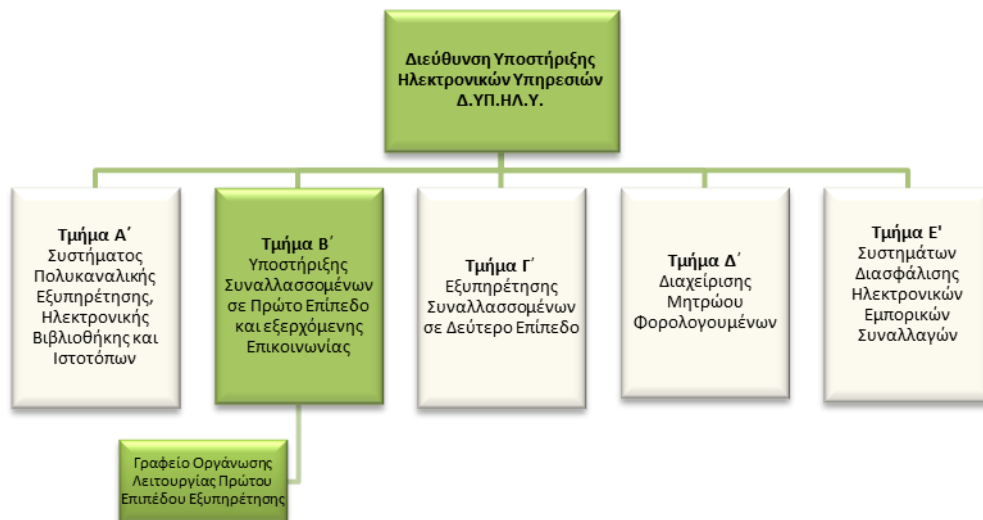 Διεύθυνση Υποστήριξης
Ηλεκτρονικών Υπηρεσιών
Δ.ΥΠ.ΗΛ.Υ.
Τμήμα Α΄
Συστήματος
Πολυκαναλικής
Εξυπηρέτησης,
Ηλεκτρονικής
Βιβλιοθήκης και
Ιστοτόπων
Τμήμα Β΄
Υποστήριξης
Συναλλασσομένων
σε Πρώτο Επίπεδο
και εξερχόμενης
Επικοινωνίας
Τμήμα Γ΄
Εξυπηρέτησης
Συναλλασσομένων
σε Δεύτερο Επίπεδο
Τμήμα Δ΄
Διαχείρισης
Μητρώου
Φορολογουμένων
Τμήμα Ε'
Συστημάτων
Διασφάλισης
Ηλεκτρονικών
Εμπορικών
Συναλλαγών
Γραφείο Οργάνωσης
Λειτουργίας Πρώτου
Επιπέδου Εξυπηρέτησης